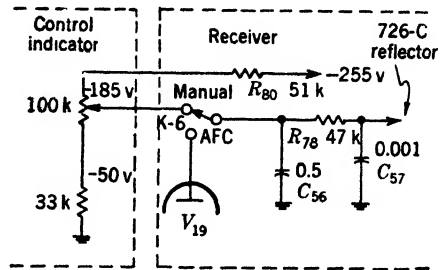 Control
indicator
Receiver
726-C
reflector
-185 v
Manual
R80
51 k
-255 v
100 k
K-6
AFC
R78
47 k
0.001
C57
-50 v
0.5
C56
33 k
V19